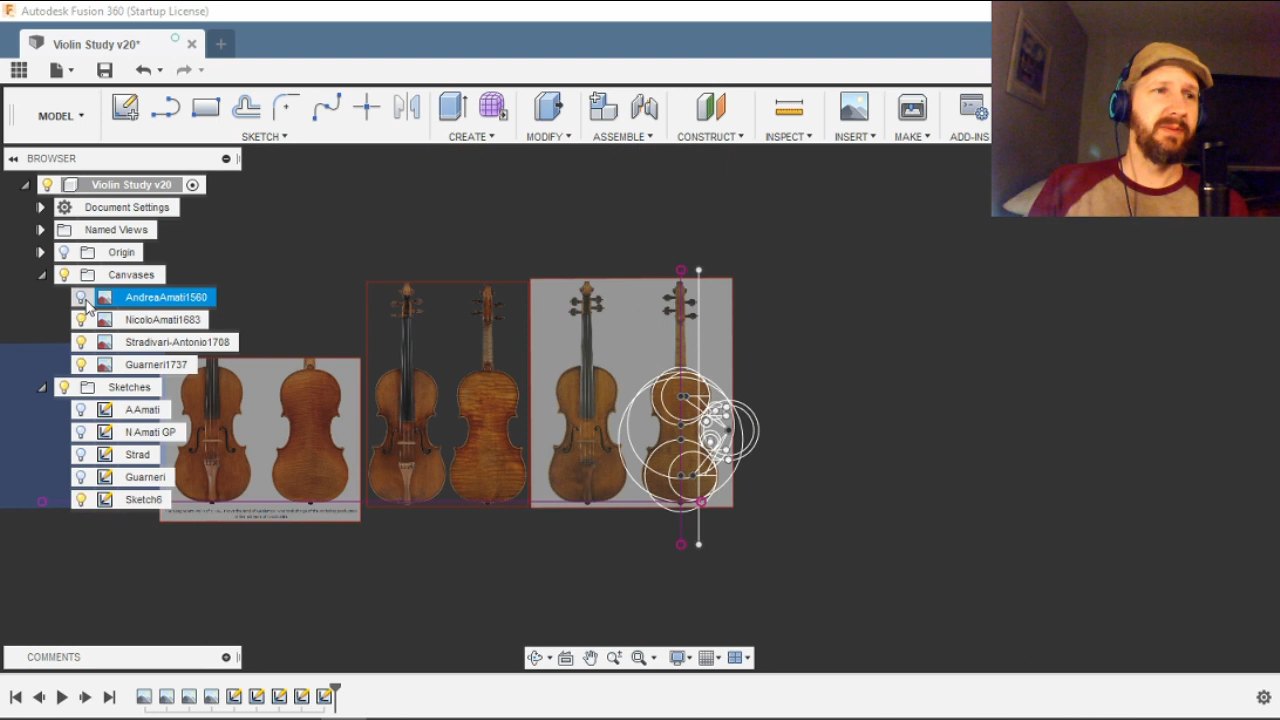 Autodesk Fusion 360 (Startup License)
Violin Study v20*
MODEL
SKETCH
CREATE
MODIFY
ASSEMBLE
CONSTRUCT
INSPECT
INSERT
MAKE
ADD-INS
BROWSER
Violin Study v20
Document Settings
Named Views
Origin
Canvases
AndreaAmati1560
NicoloAmati1683
Stradivari-Antonio1708
Guarneri1737
Sketches
A Amati
N Amati GP
Strad
Guarneri
Sketch6
COMMENTS